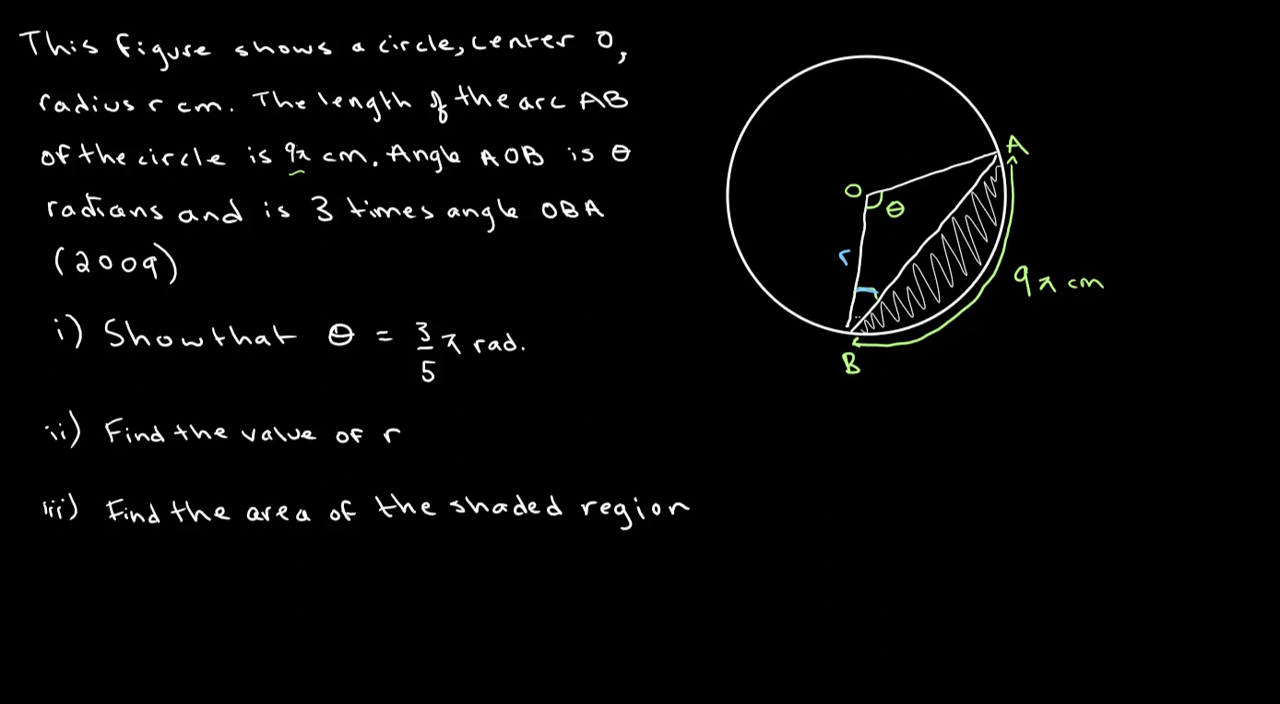 This figure shows a circle, center O,
radius r cm. The length of the arc AB
of the circle is 9π cm. Angle AOB is θ
radians and is 3 times angle OBA
(2009)
i) Show that θ = 3/5 π rad.
ii) Find the value of r
iii) Find the area of the shaded region
A
O
θ
r
9π cm
B